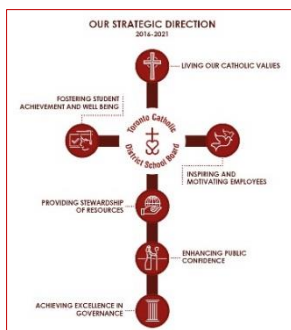 OUR STRATEGIC DIRECTION
2016-2021
LIVING OUR CATHOLIC VALUES
FOSTERING STUDENT
ACHIEVEMENT AND WELL BEING
Toronto Catholic
District School Board
INSPIRING AND
MOTIVATING EMPLOYEES
PROVIDING STEWARDSHIP
OF RESOURCES
ENHANCING PUBLIC
CONFIDENCE
ACHIEVING EXCELLENCE IN
GOVERNANCE